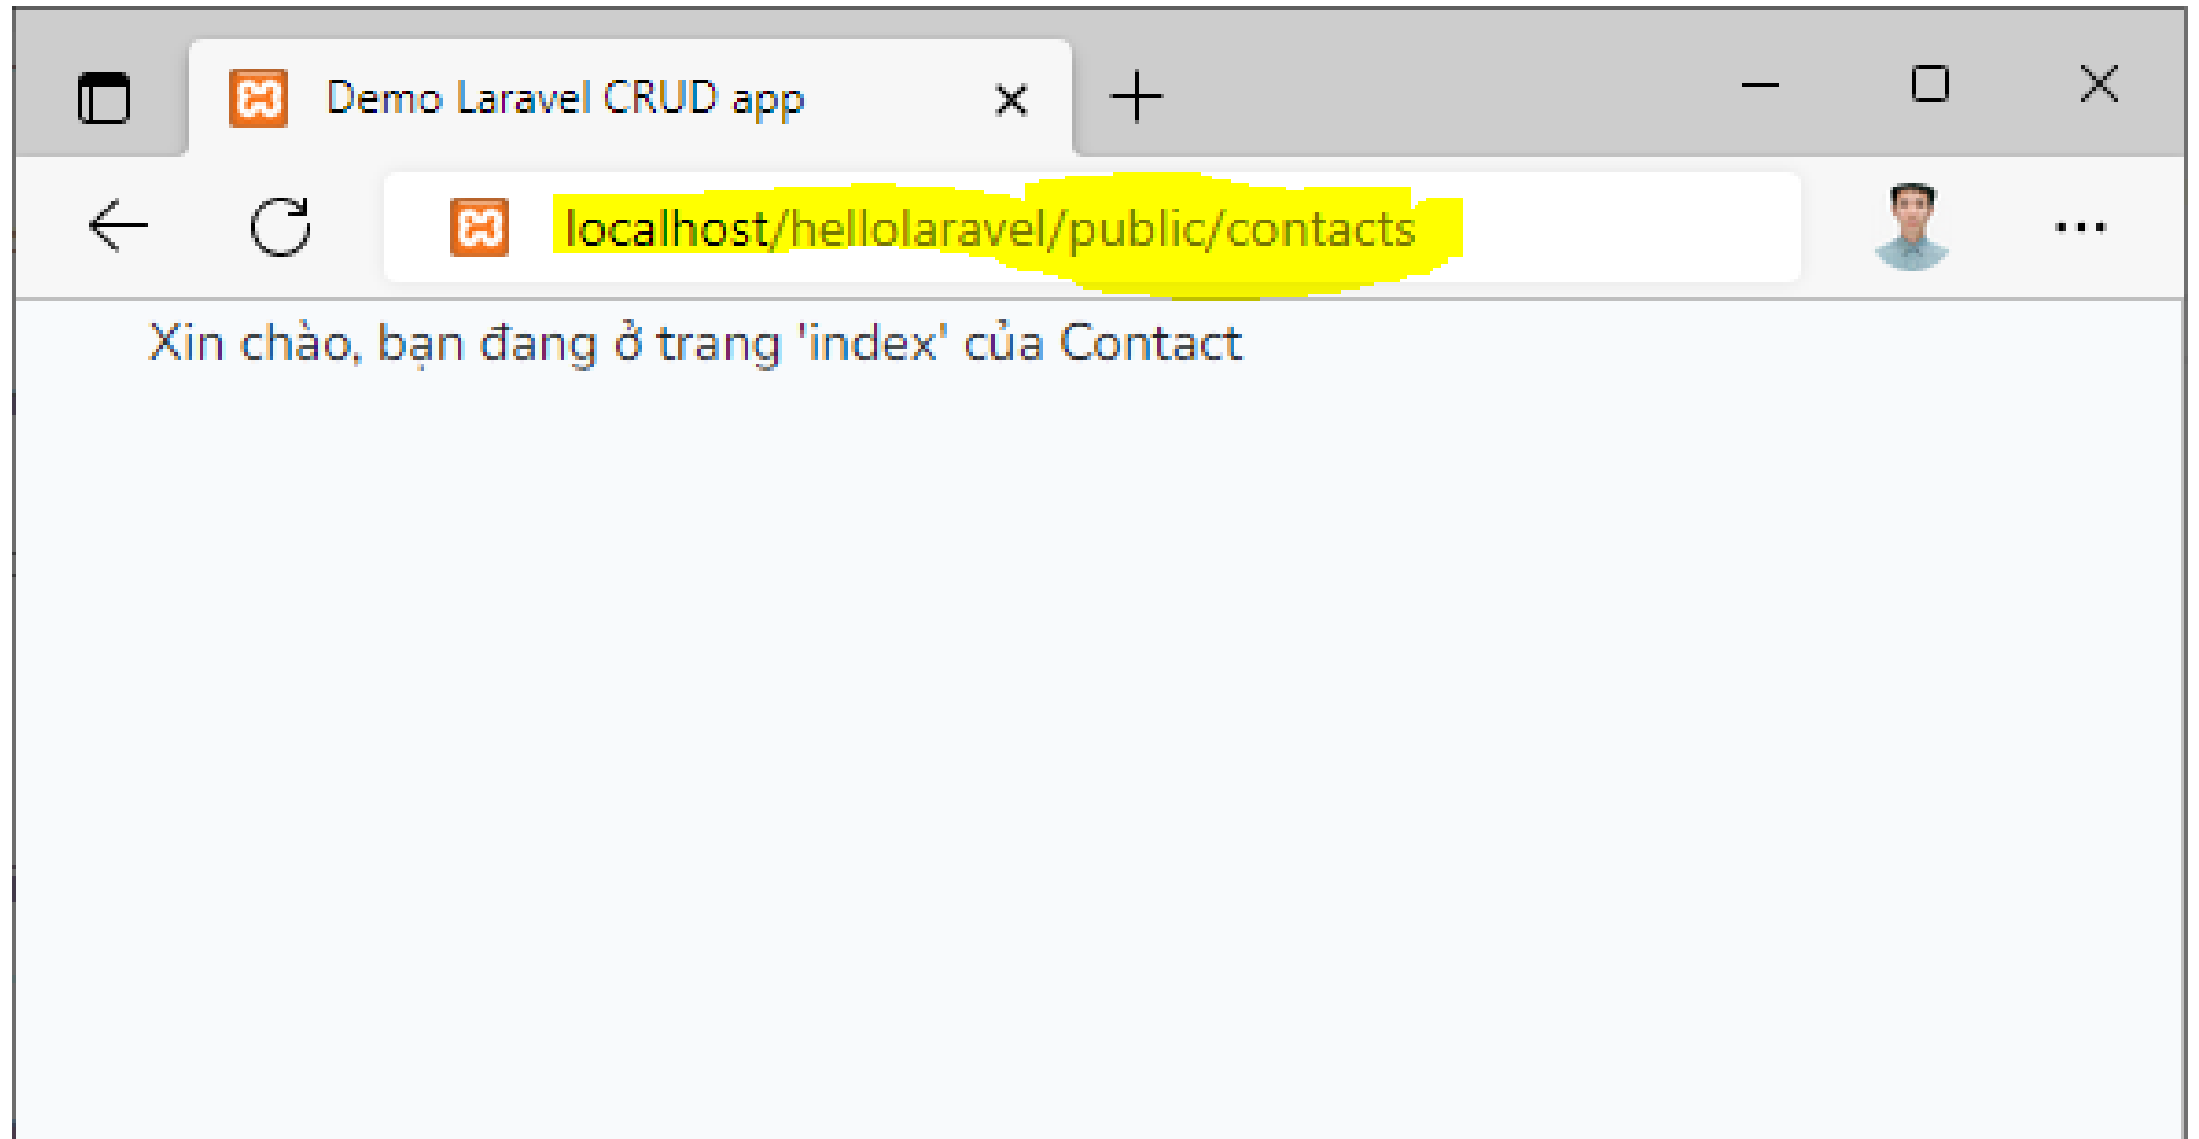 Demo Laravel CRUD app
localhost/hellolaravel/public/contacts
Xin chào, bạn đang ở trang 'index' của Contact